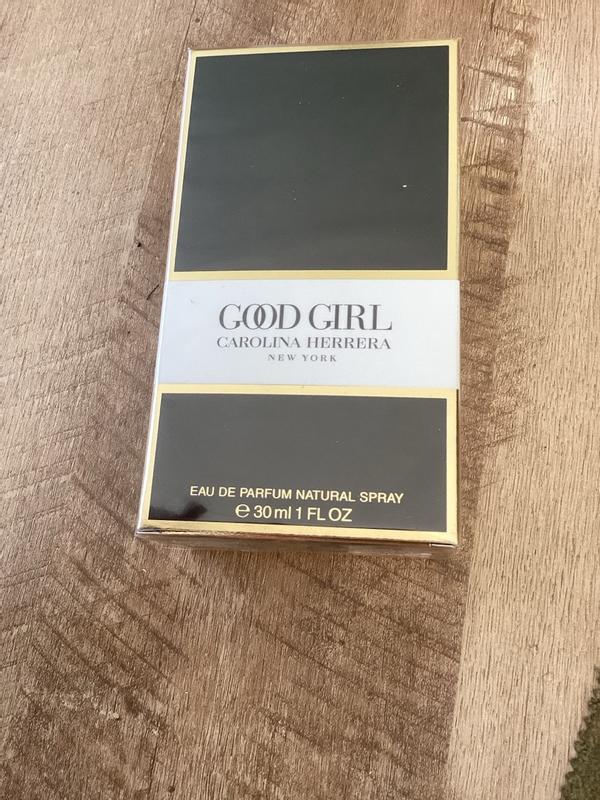 GOOD GIRL
CAROLINA HERRERA
NEW YORK
EAU DE PARFUM NATURAL SPRAY
℮ 30 ml 1 FL OZ